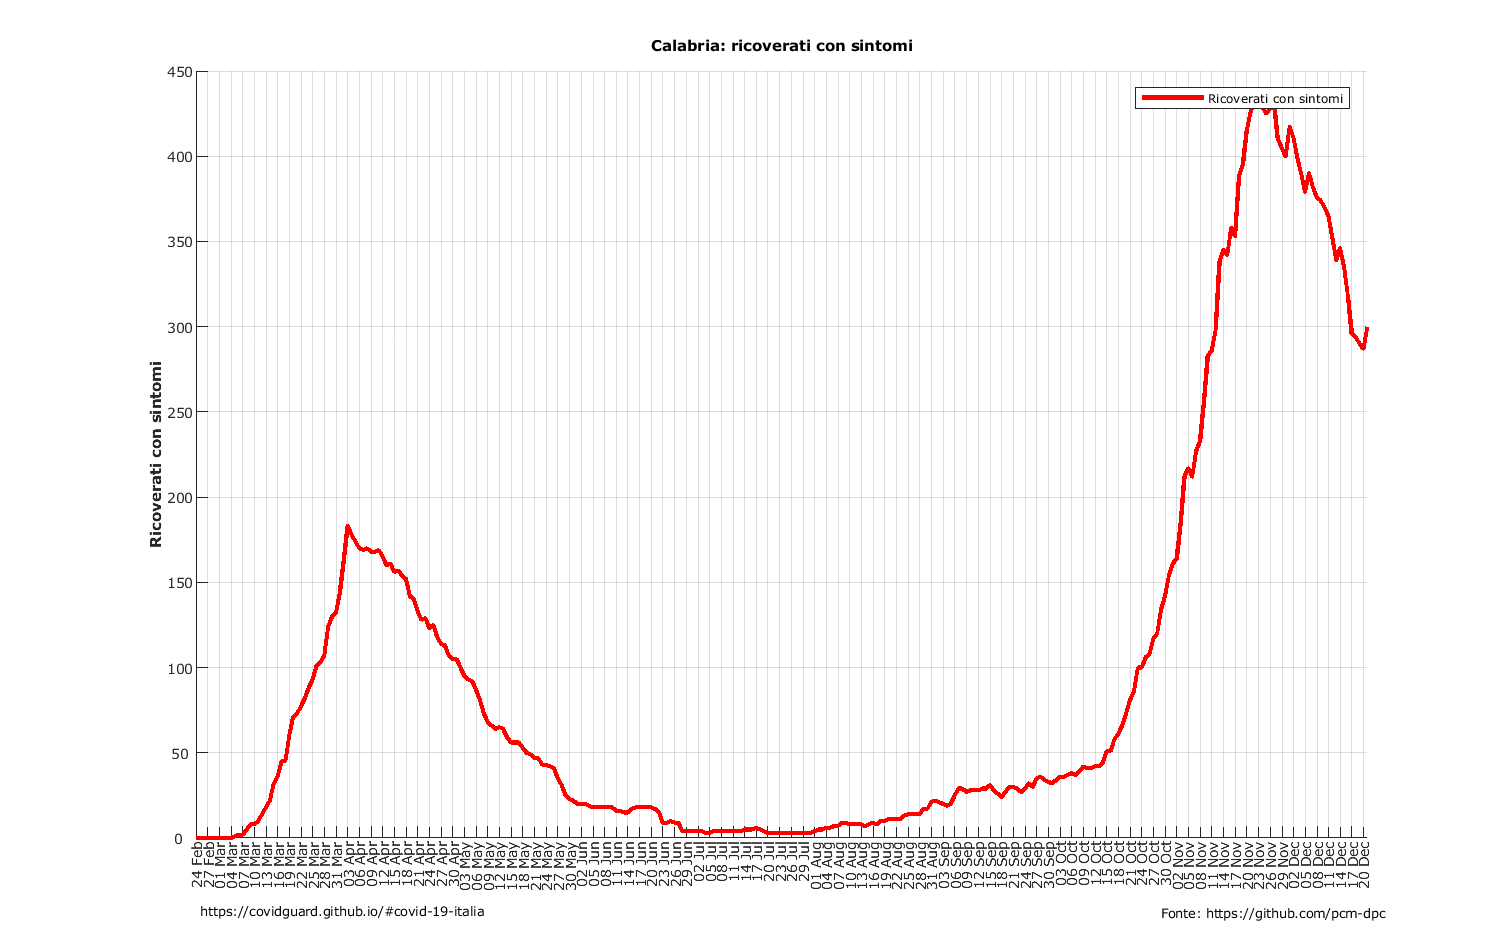 Calabria: ricoverati con sintomi
Ricoverati con sintomi
450
400
350
300
250
200
150
100
50
0
Ricoverati con sintomi
24 Feb
27 Feb
01 Mar
04 Mar
07 Mar
10 Mar
13 Mar
16 Mar
19 Mar
22 Mar
25 Mar
28 Mar
31 Mar
03 Apr
06 Apr
09 Apr
12 Apr
15 Apr
18 Apr
21 Apr
24 Apr
27 Apr
30 Apr
03 May
06 May
09 May
12 May
15 May
18 May
21 May
24 May
27 May
30 May
02 Jun
05 Jun
08 Jun
11 Jun
14 Jun
17 Jun
20 Jun
23 Jun
26 Jun
29 Jun
02 Jul
05 Jul
08 Jul
11 Jul
14 Jul
17 Jul
20 Jul
23 Jul
26 Jul
29 Jul
01 Aug
04 Aug
07 Aug
10 Aug
13 Aug
16 Aug
19 Aug
22 Aug
25 Aug
28 Aug
31 Aug
03 Sep
06 Sep
09 Sep
12 Sep
15 Sep
18 Sep
21 Sep
24 Sep
27 Sep
30 Sep
03 Oct
06 Oct
09 Oct
12 Oct
15 Oct
18 Oct
21 Oct
24 Oct
27 Oct
30 Oct
02 Nov
05 Nov
08 Nov
11 Nov
14 Nov
17 Nov
20 Nov
23 Nov
26 Nov
29 Nov
02 Dec
05 Dec
08 Dec
11 Dec
14 Dec
17 Dec
20 Dec
https://covidguard.github.io/#covid-19-italia
Fonte: https://github.com/pcm-dpc